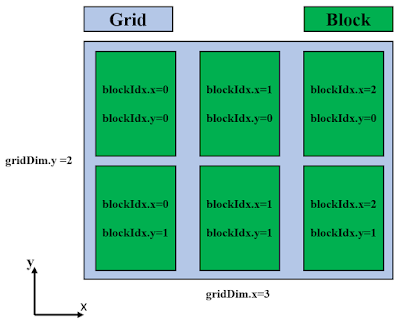 Grid
Block
blockIdx.x=0
blockIdx.x=1
blockIdx.x=2
blockIdx.y=0
blockIdx.y=0
blockIdx.y=0
gridDim.y =2
blockIdx.x=0
blockIdx.x=1
blockIdx.x=2
blockIdx.y=1
blockIdx.y=1
blockIdx.y=1
y
x
gridDim.x=3